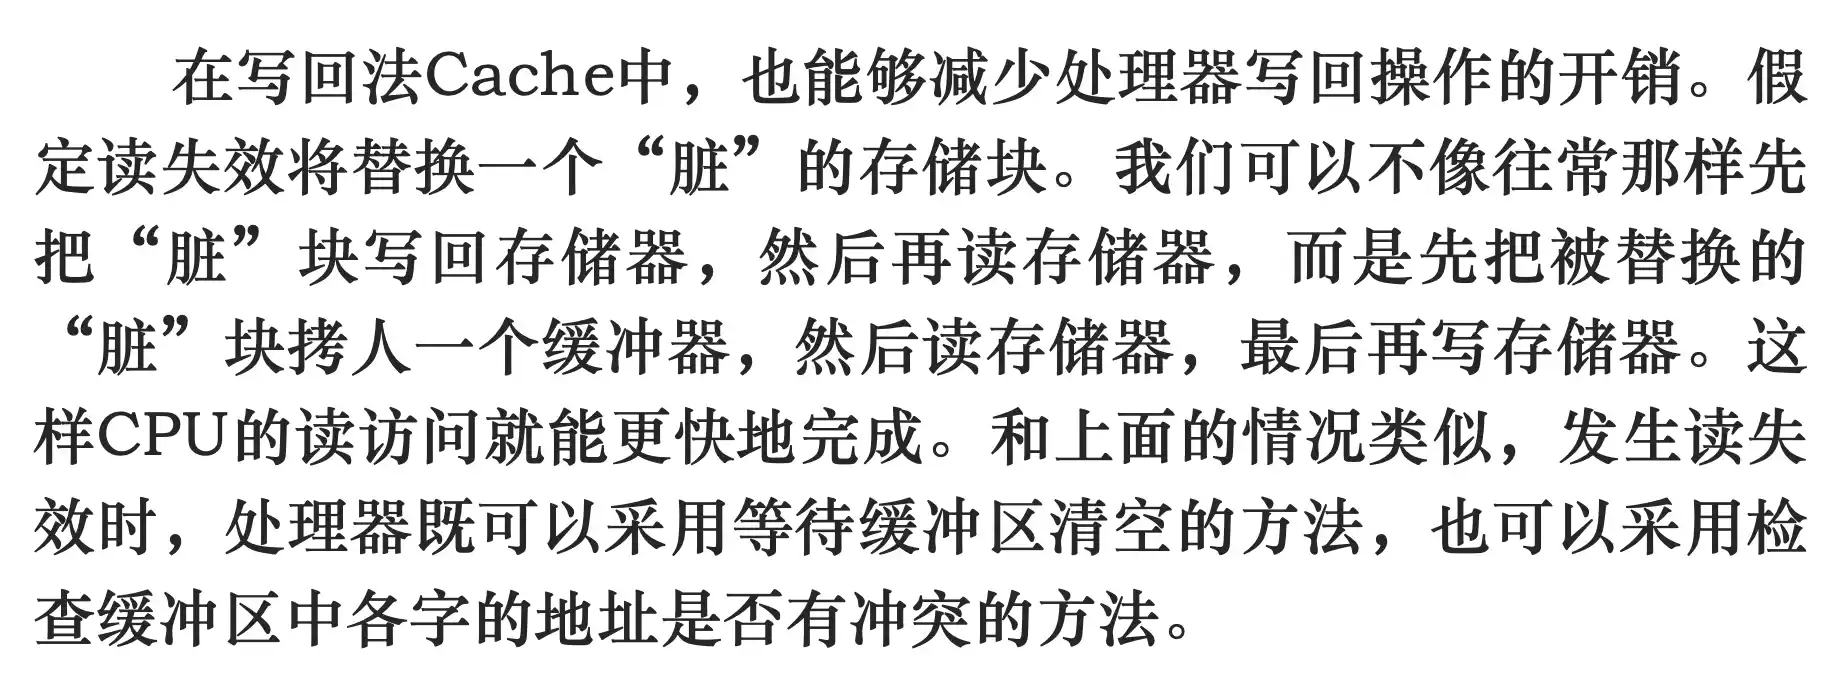 在写回法Cache中，也能够减少处理器写回操作的开销。假
定读失效将替换一个“脏”的存储块。我们可以不像往常那样先
把“脏”块写回存储器，然后再读存储器，而是先把被替换的
“脏”块拷人一个缓冲器，然后读存储器，最后再写存储器。这
样CPU的读访问就能更快地完成。和上面的情况类似，发生读失
效时，处理器既可以采用等待缓冲区清空的方法，也可以采用检
查缓冲区中各字的地址是否有冲突的方法。